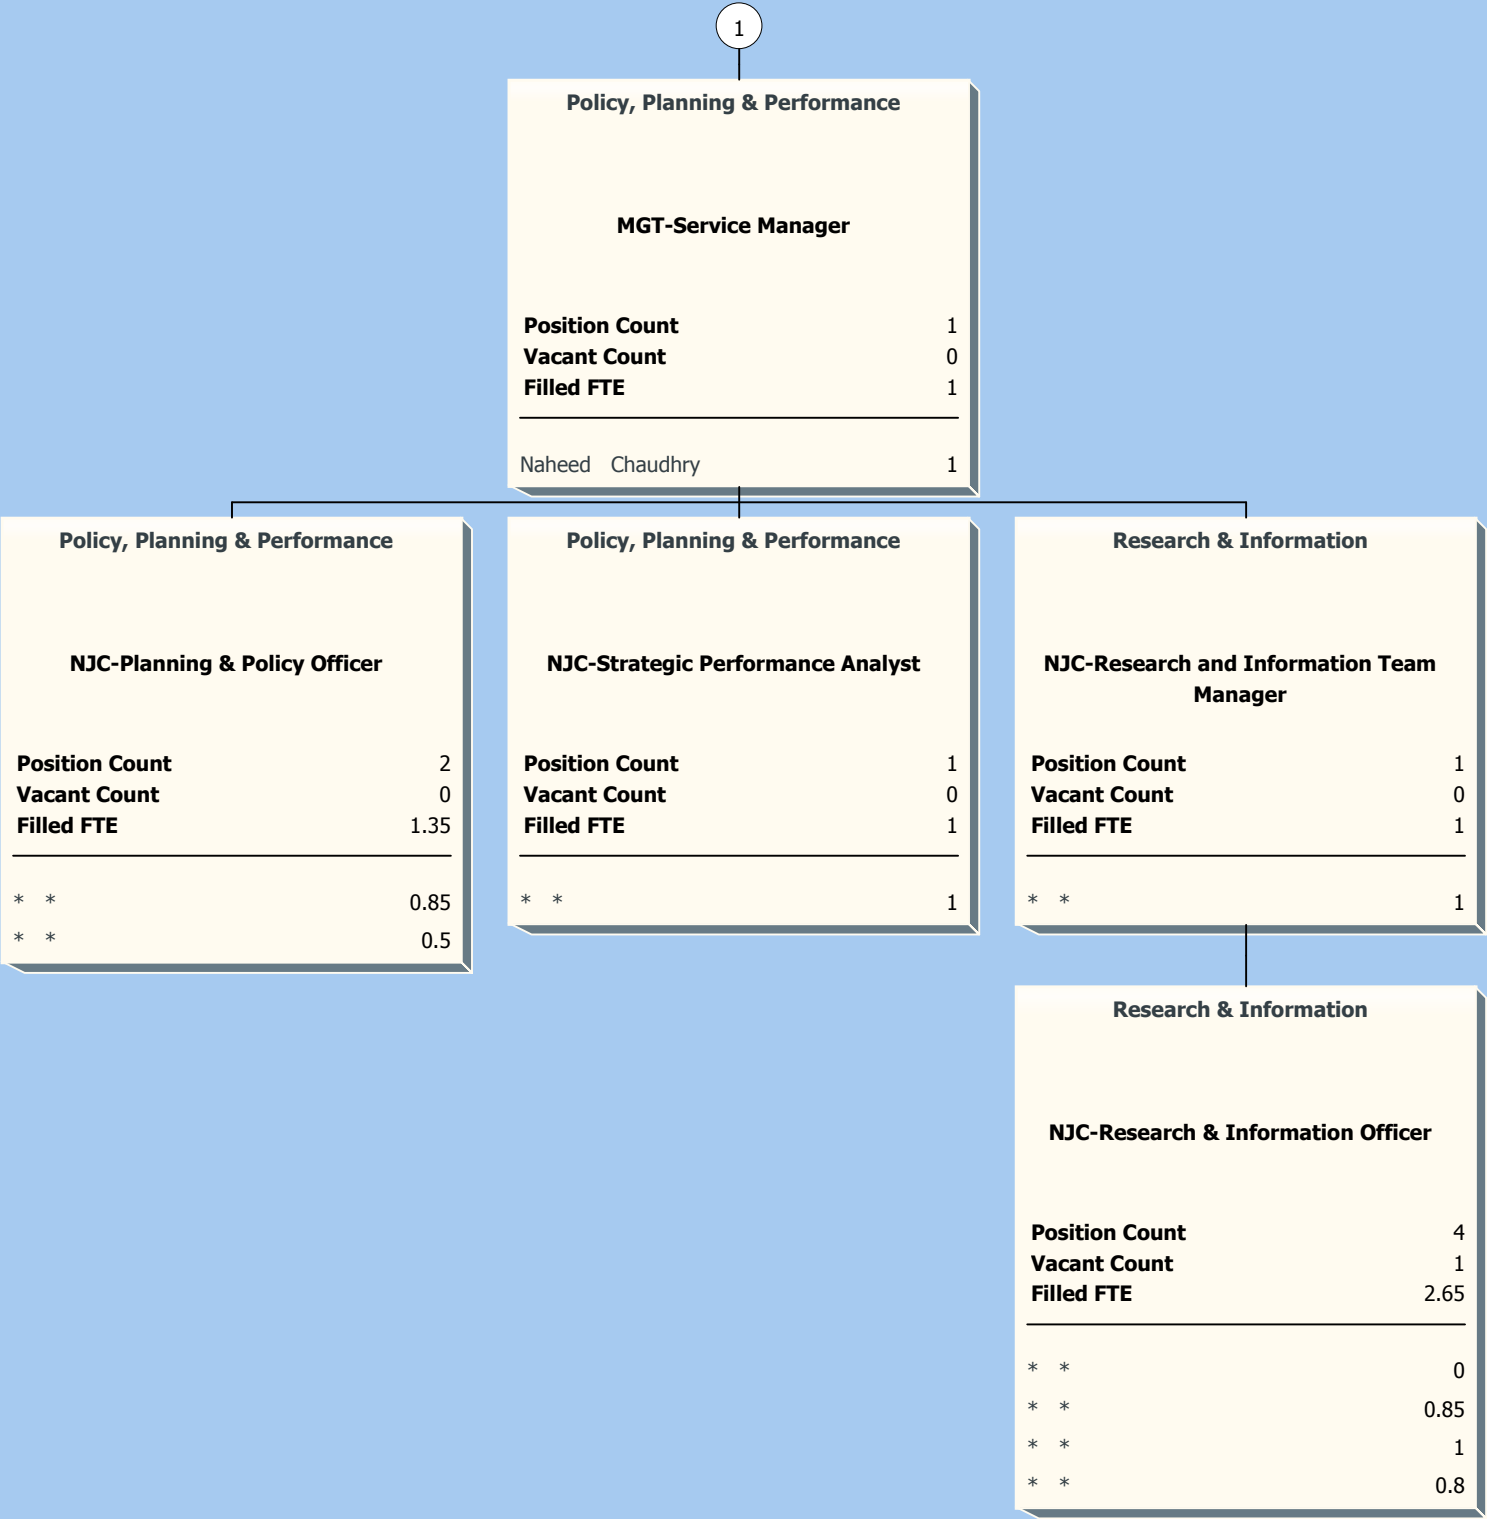 1
Policy, Planning & Performance
MGT-Service Manager
Position Count 1
Vacant Count 0
Filled FTE 1
Naheed Chaudhry 1
Policy, Planning & Performance
NJC-Planning & Policy Officer
Position Count 2
Vacant Count 0
Filled FTE 1.35
* * 0.85
* * 0.5
Policy, Planning & Performance
NJC-Strategic Performance Analyst
Position Count 1
Vacant Count 0
Filled FTE 1
* * 1
Research & Information
NJC-Research and Information Team
Manager
Position Count 1
Vacant Count 0
Filled FTE 1
* * 1
Research & Information
NJC-Research & Information Officer
Position Count 4
Vacant Count 1
Filled FTE 2.65
* * 0
* * 0.85
* * 1
* * 0.8